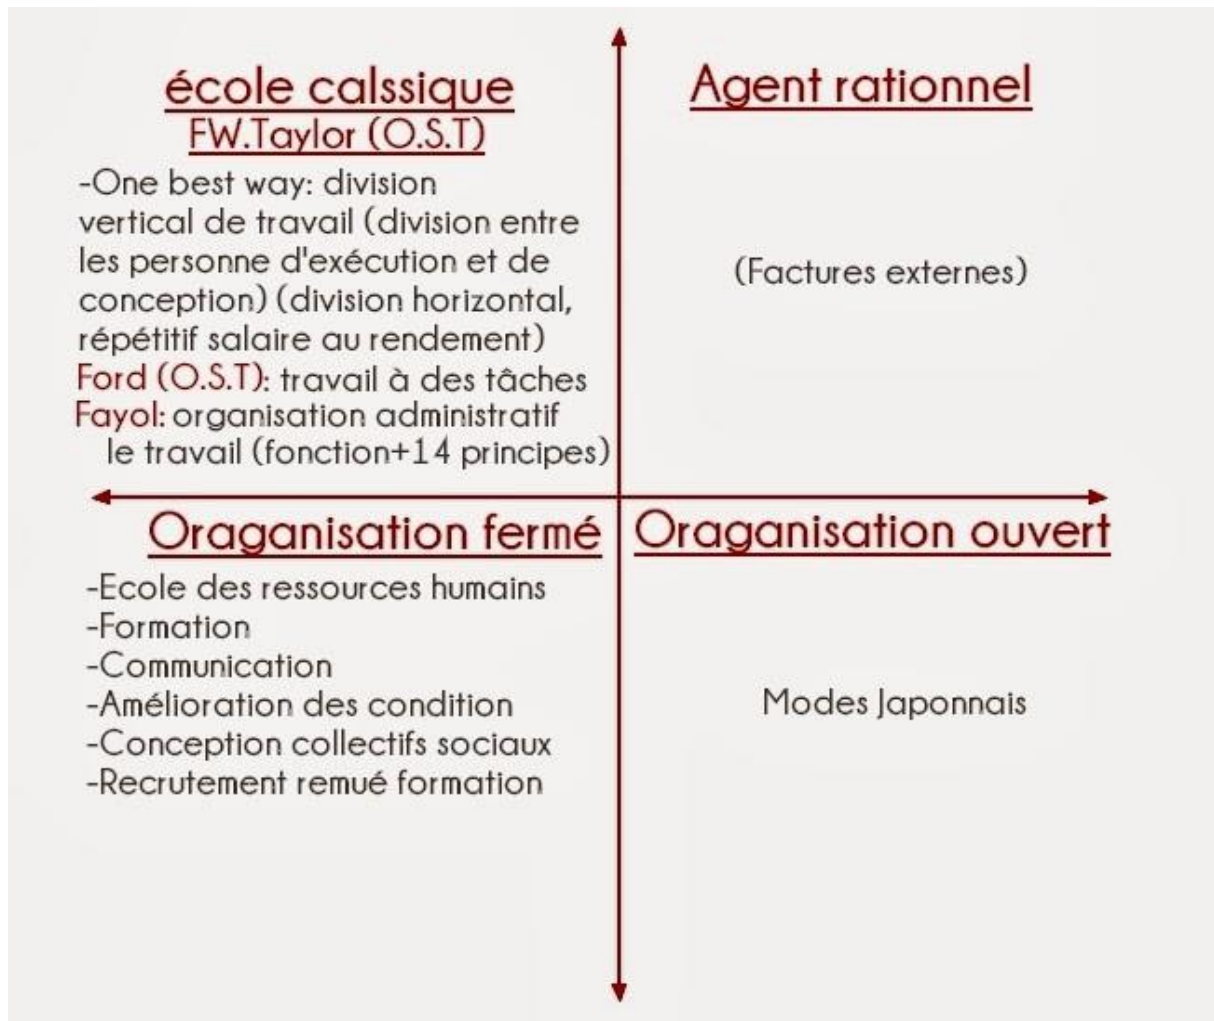 école calssique
FW.Taylor (O.S.T)
-One best way: division
vertical de travail (division entre
les personne d'exécution et de
conception) (division horizontal,
répétitif salaire au rendement)
Ford (O.S.T): travail à des tâches
Fayol: organisation administratif
le travail (fonction+14 principes)
Agent rationnel
(Factures externes)
Oraganisation fermé
-Ecole des ressources humains
-Formation
-Communication
-Amélioration des condition
-Conception collectifs sociaux
-Recrutement remué formation
Oraganisation ouvert
Modes Japonnais